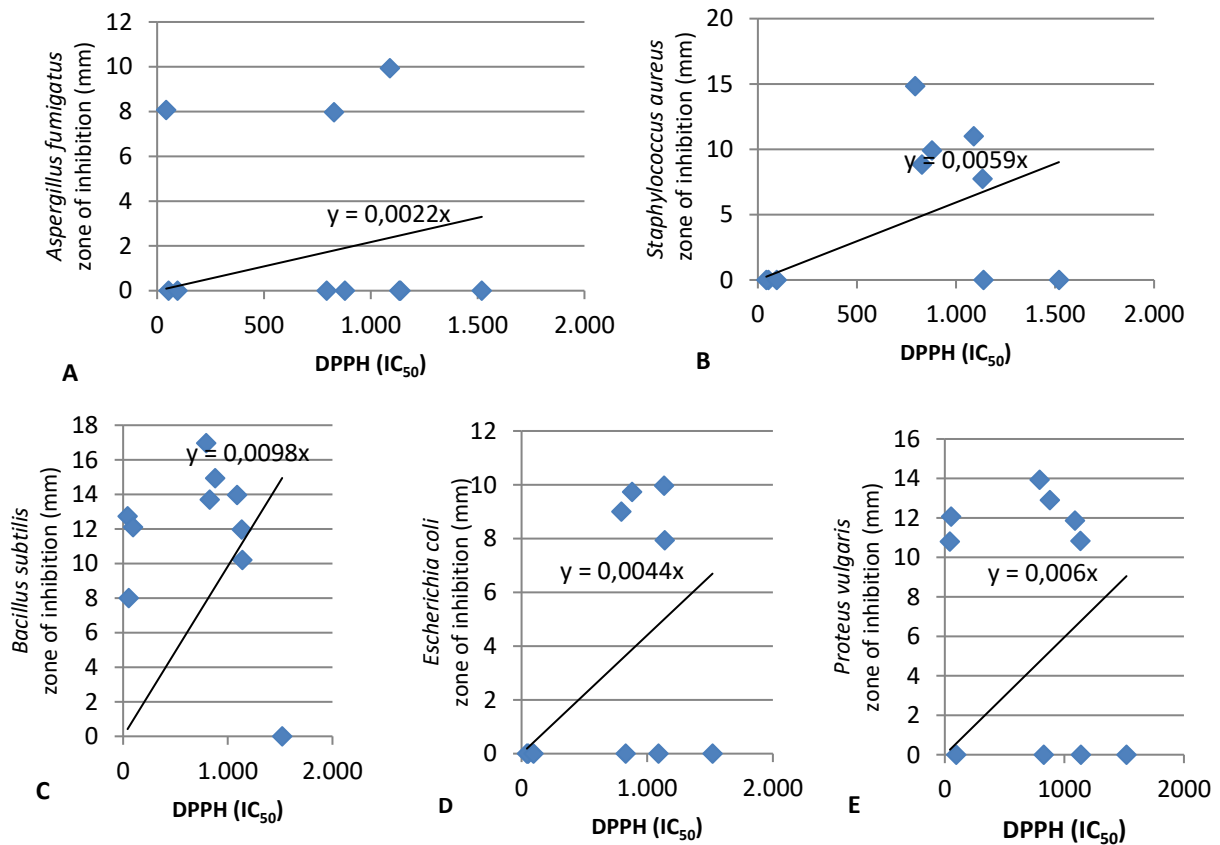 Aspergillus fumigatus
zone of inhibition (mm)
12
10
8
6
4
2
0
y = 0,0022x
0 500 1.000 1.500 2.000
DPPH (IC₅₀)
A
Staphylococcus aureus
zone of inhibition (mm)
20
15
10
5
0
y = 0,0059x
0 500 1.000 1.500 2.000
DPPH (IC₅₀)
B
Bacillus subtilis
zone of inhibition (mm)
18
16
14
12
10
8
6
4
2
0
y = 0,0098x
0 1.000 2.000
DPPH (IC₅₀)
C
Escherichia coli
zone of inhibition (mm)
12
10
8
6
4
2
0
y = 0,0044x
0 1.000 2.000
DPPH (IC₅₀)
D
Proteus vulgaris
zone of inhibition (mm)
16
14
12
10
8
6
4
2
0
y = 0,006x
0 1000 2000
DPPH (IC₅₀)
E